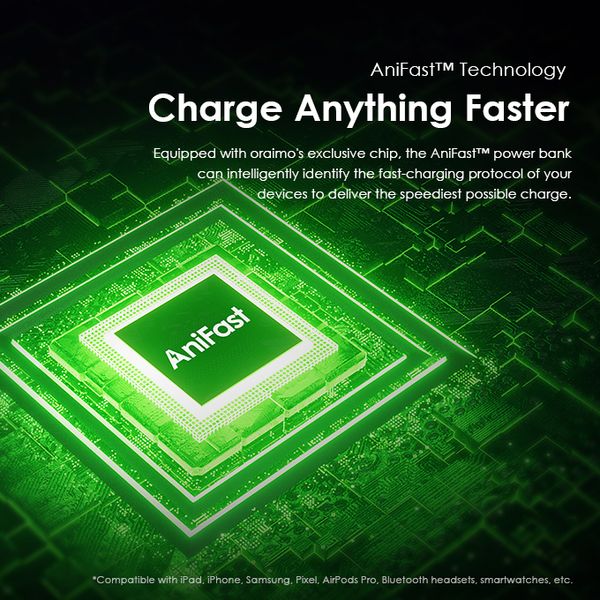 AniFast™ Technology
Charge Anything Faster
Equipped with oraimo's exclusive chip, the AniFast™ power bank
can intelligently identify the fast-charging protocol of your
devices to deliver the speediest possible charge.
AniFast
*Compatible with iPad, iPhone, Samsung, Pixel, AirPods Pro, Bluetooth headsets, smartwatches, etc.